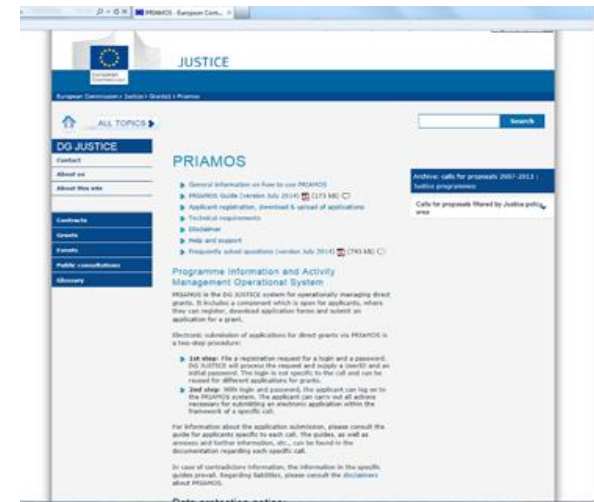 PRIAMOS - European Com...
JUSTICE
European Commission > Justice > Grants > Priamos
ALL TOPICS
Search
DG JUSTICE
Contact
About us
About this site
Contracts
Grants
Events
Public consultations
Glossary
PRIAMOS
General information on how to use PRIAMOS
PRIAMOS Guide (version July 2014) (173 kB)
Applicant registration, download & upload of applications
Technical requirements
Disclaimer
Help and support
Frequently asked questions (version July 2014) (743 kB)
Archive: calls for proposals 2007-2013 :
Justice programmes
Calls for proposals filtered by Justice policy
area
Programme Information and Activity
Management Operational System
PRIAMOS is the DG JUSTICE system for operationally managing direct
grants. It includes a component which is open for applicants, where
they can register, download application forms and submit an
application for a grant.
Electronic submission of applications for direct grants via PRIAMOS is
a two-step procedure:
1st step: File a registration request for a login and a password.
DG JUSTICE will process the request and supply a UserID and an
initial password. The login is not specific to the call and can be
reused for different applications for grants.
2nd step: With login and password, the applicant can log on to
the PRIAMOS system. The applicant can carry out all actions
necessary for submitting an electronic application within the
framework of a specific call.
For information about the application submission, please consult the
guide for applicants specific to each call. The guides, as well as
annexes and further information, etc., can be found in the
documentation regarding each specific call.
In case of contradictory information, the information in the specific
guides prevail. Regarding liabilities, please consult the disclaimers
about PRIAMOS.